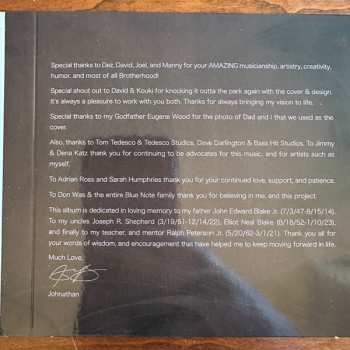 Special thanks to Dez, David, Joel, and Manny for your AMAZING musicianship, artistry, creativity,
humor, and most of all Brotherhood!
Special shout out to David & Kouki for knocking it outta the park again with the cover & design.
It's always a pleasure to work with you both. Thanks for always bringing my vision to life.
Special thanks to my Godfather Eugene Wood for the photo of Dad and I that we used as the
cover.
Also, thanks to Tom Tedesco & Tedesco Studios, Dave Darlington & Bass Hit Studios. To Jimmy
& Dena Katz thank you for continuing to be advocates for this music, and for artists such as
myself.
To Adrian Ross and Sarah Humphries thank you for your continued love, support, and patience.
To Don Was & the entire Blue Note family thank you for believing in me, and this project.
This album is dedicated in loving memory to my father John Edward Blake Jr. (7/3/47-8/15/14).
To my uncles Joseph R. Shepherd (3/19/51-12/14/22), Elliot Neal Blake (8/18/52-1/10/23),
and finally to my teacher, and mentor Ralph Peterson Jr. (5/20/62-3/1/21). Thank you all for
your words of wisdom, and encouragement that have helped me to keep moving forward in life.
Much Love,
Johnathan